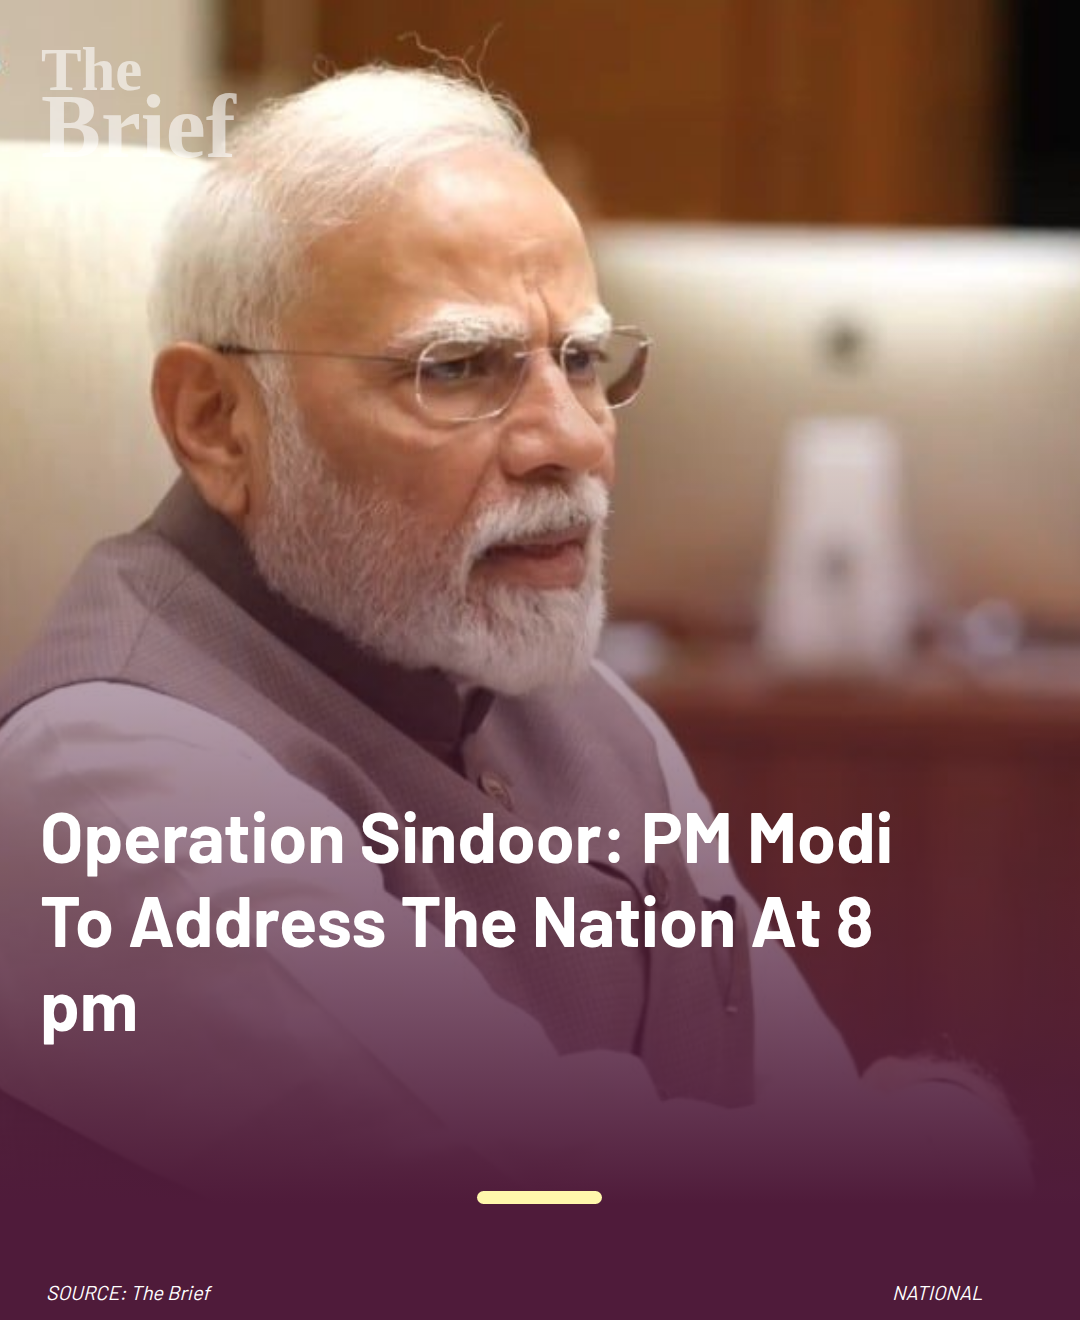 The
Brief
Operation Sindoor: PM Modi
To Address The Nation At 8
pm
SOURCE: The Brief
NATIONAL